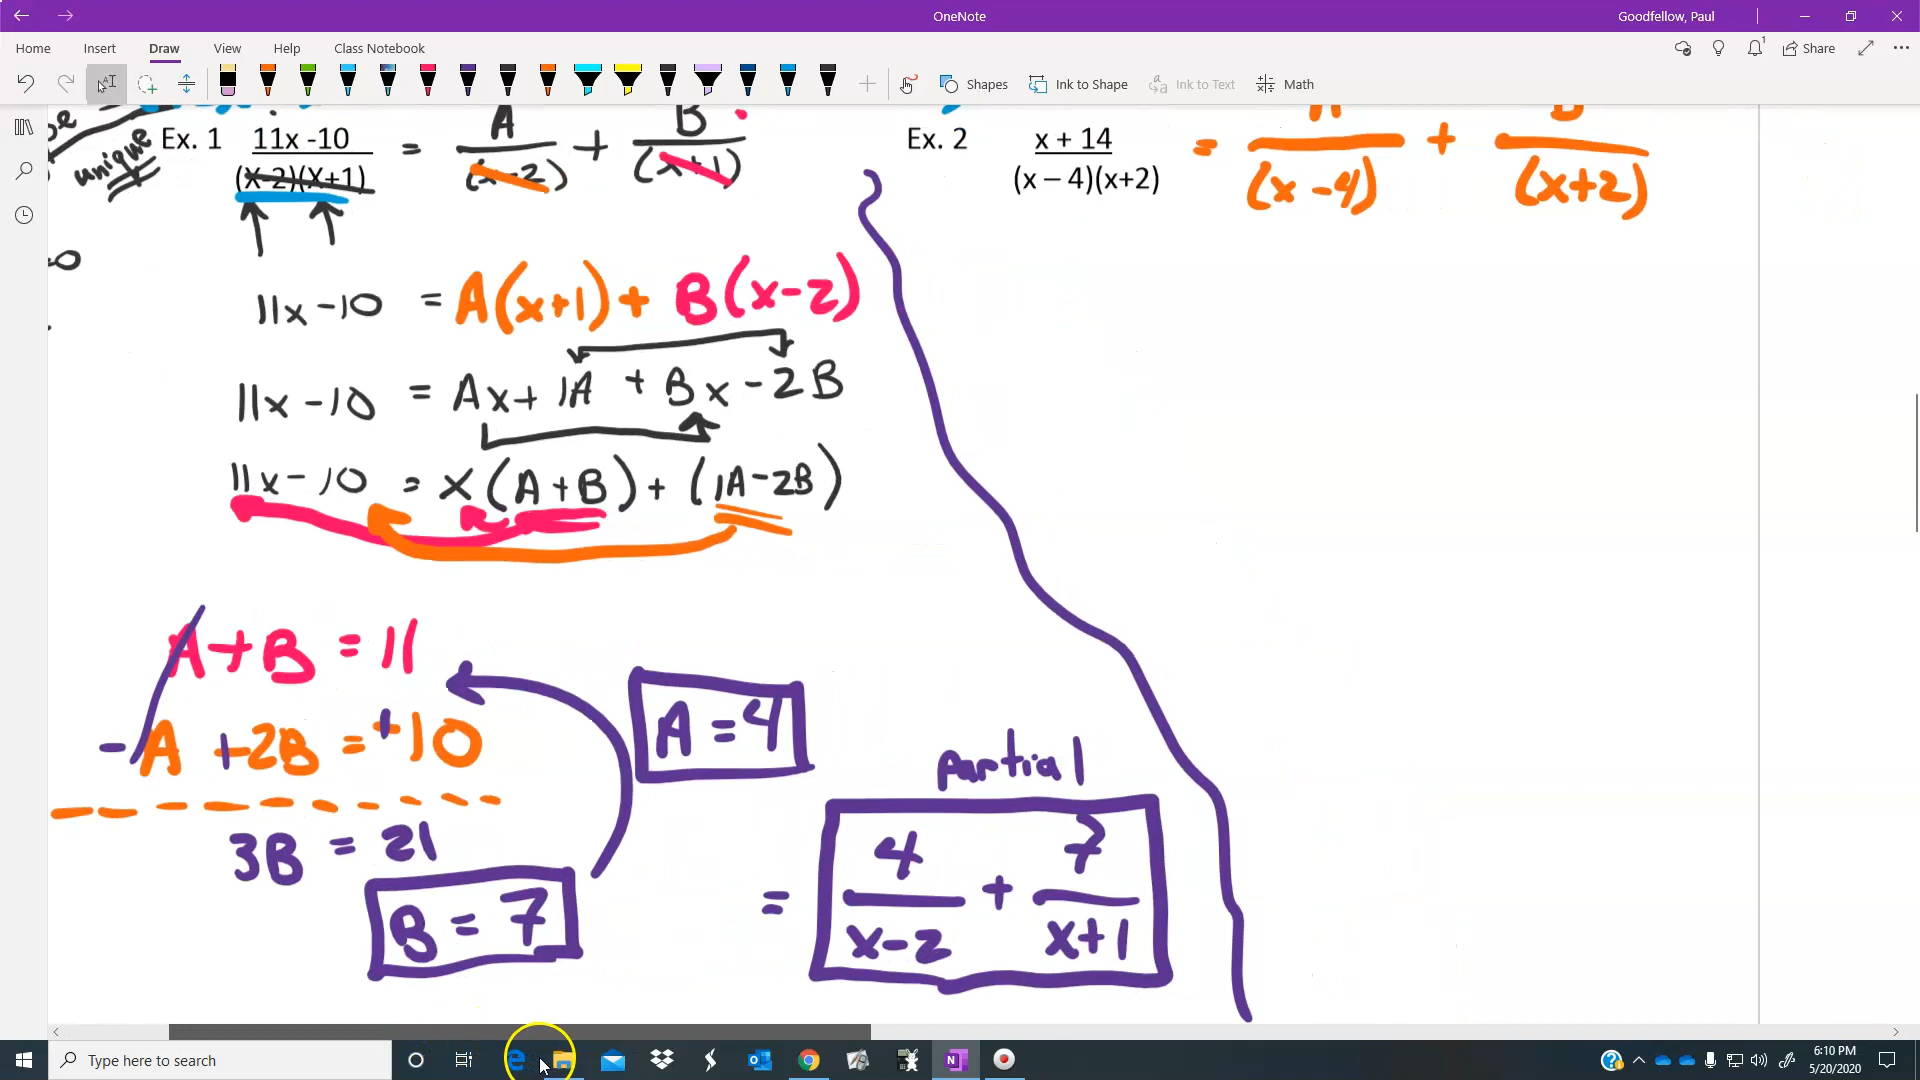 OneNote
Goodfellow, Paul
Home Insert Draw View Help Class Notebook
1
Share
Shapes Ink to Shape Ink to Text Math
unique
Ex. 1 11x -10 = A + B
(x-2)(X+1) (x-2) (x+1)
11x -10 = A(x+1) + B(x-2)
11x -10 = Ax + 1A + Bx - 2B
11x - 10 = x(A+B) + (1A-2B)
A+B = 11
-A +2B = +10
3B = 21
B = 7
A = 4
partial
= 4 + 7
x-2 x+1
Ex. 2 x + 14 = A + B
(x – 4)(x+2) (x-4) (x+2)
Type here to search
6:10 PM
5/20/2020